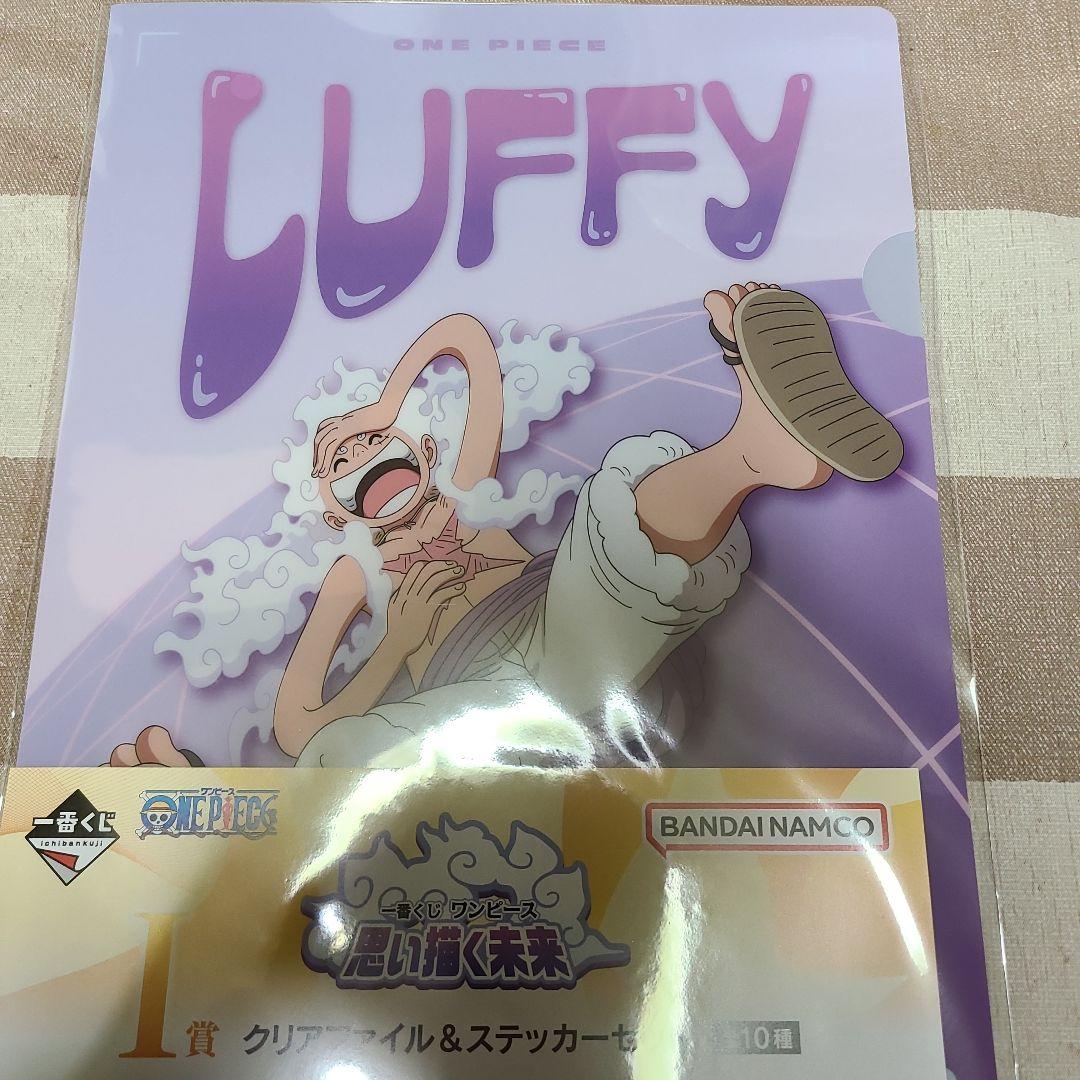 ONE PIECE
LUFFY
一番くじ
ichibankuji
ワンピース
ONE PIECE
BANDAI NAMCO
一番くじ ワンピース
思い描く未来
I賞 クリアファイル&ステッカーセ 10種